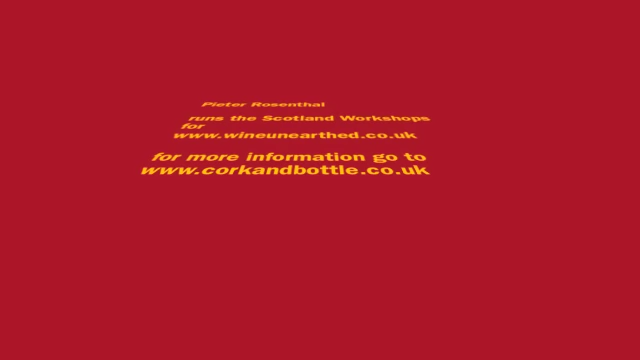 Pieter Rosenthal
runs the Scotland Workshops
for
www.wineunearthed.co.uk
for more information go to
www.corkandbottle.co.uk